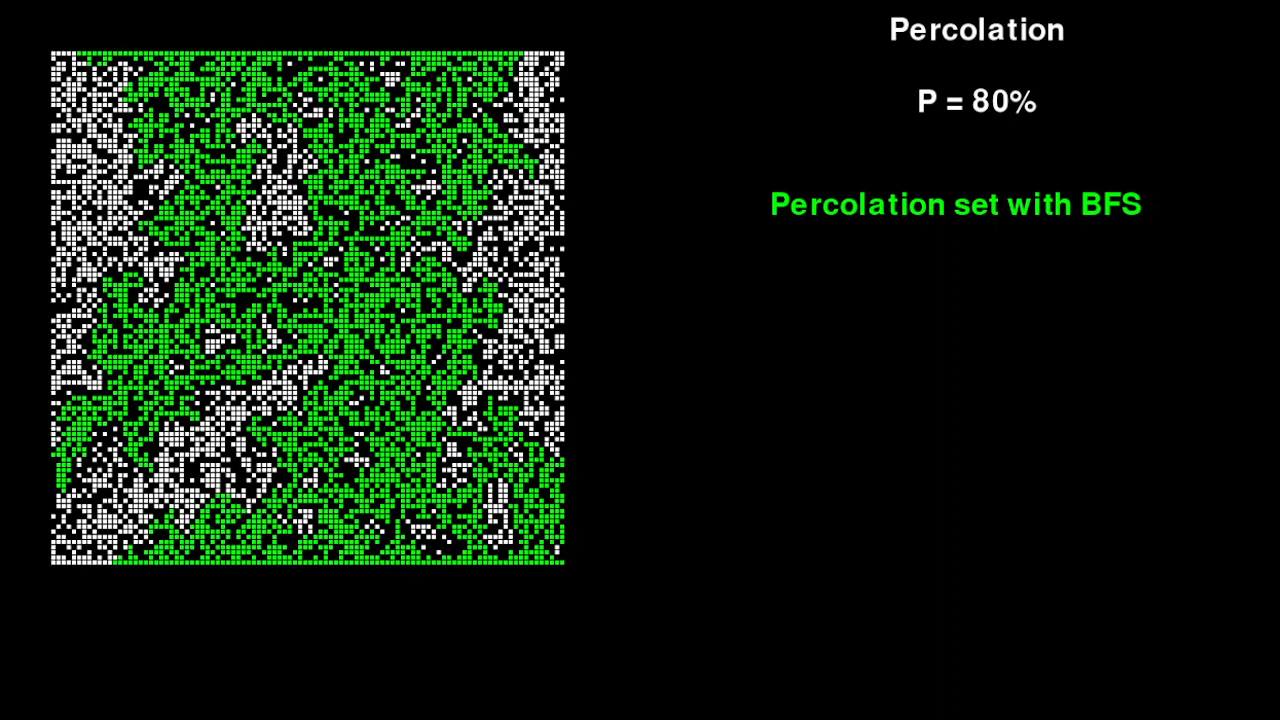 Percolation
P = 80%
Percolation set with BFS